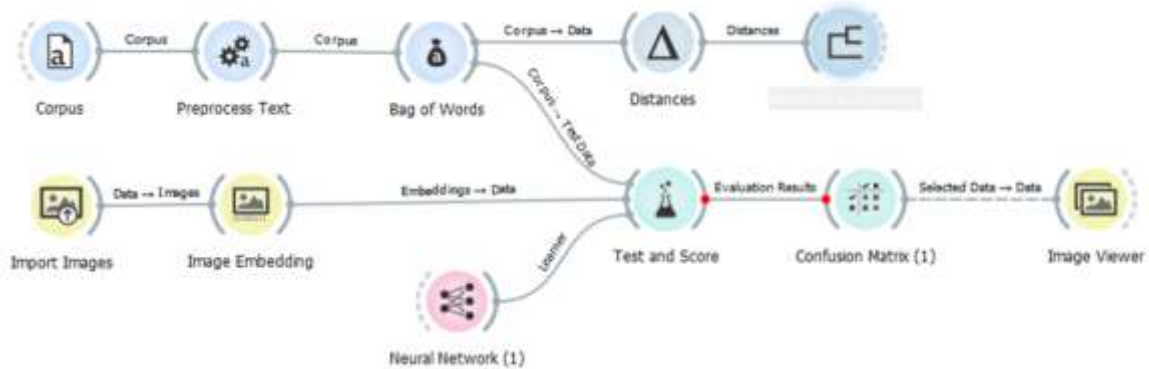 Corpus
Corpus
Corpus → Data
Distances
a
a
a
Corpus
Preprocess Text
Bag of Words
Distances
Corpus → Test Data
Data → Images
Embeddings → Data
Evaluation Results
Selected Data → Data
Import Images
Image Embedding
Learner
Test and Score
Confusion Matrix (1)
Image Viewer
Neural Network (1)